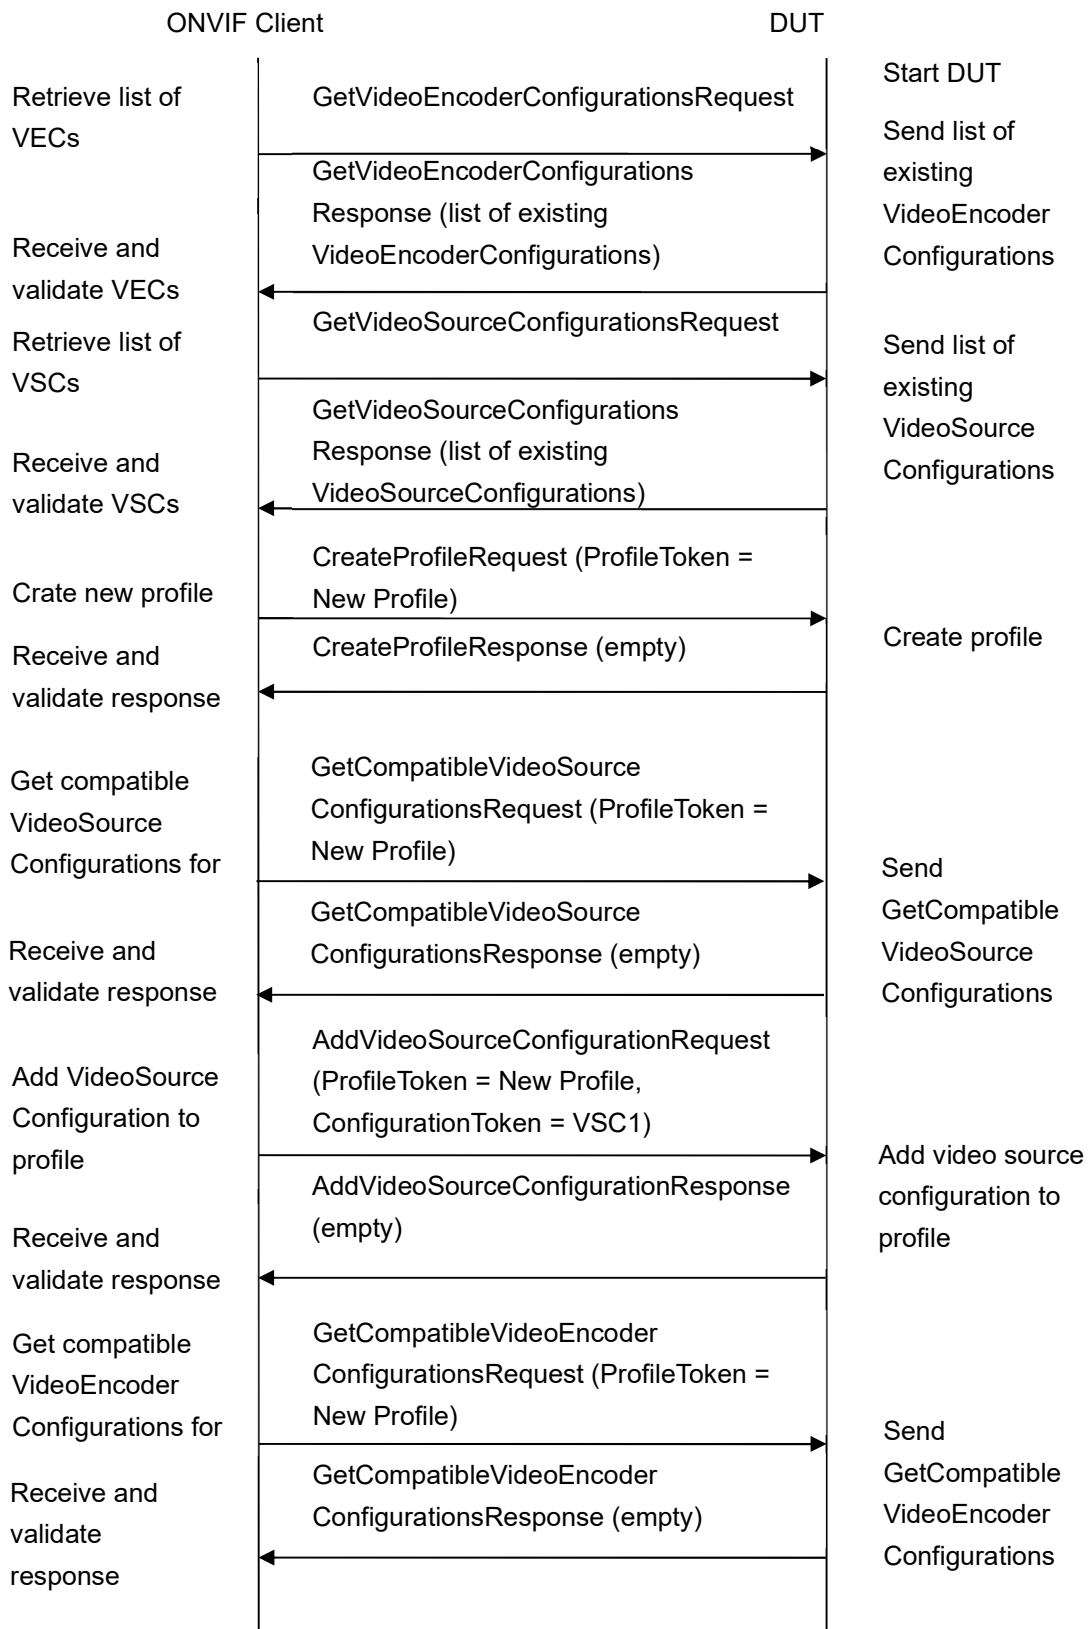 ONVIF Client
DUT
Start DUT
Retrieve list of
VECs
GetVideoEncoderConfigurationsRequest
Send list of
existing
VideoEncoder
Configurations
GetVideoEncoderConfigurations
Response (list of existing
VideoEncoderConfigurations)
Receive and
validate VECs
GetVideoSourceConfigurationsRequest
Retrieve list of
VSCs
Send list of
existing
VideoSource
Configurations
GetVideoSourceConfigurations
Response (list of existing
VideoSourceConfigurations)
Receive and
validate VSCs
CreateProfileRequest (ProfileToken =
New Profile)
Crate new profile
Create profile
CreateProfileResponse (empty)
Receive and
validate response
GetCompatibleVideoSource
ConfigurationsRequest (ProfileToken =
New Profile)
Get compatible
VideoSource
Configurations for
Send
GetCompatible
VideoSource
Configurations
GetCompatibleVideoSource
ConfigurationsResponse (empty)
Receive and
validate response
AddVideoSourceConfigurationRequest
(ProfileToken = New Profile,
ConfigurationToken = VSC1)
Add VideoSource
Configuration to
profile
Add video source
configuration to
profile
AddVideoSourceConfigurationResponse
(empty)
Receive and
validate response
GetCompatibleVideoEncoder
ConfigurationsRequest (ProfileToken =
New Profile)
Get compatible
VideoEncoder
Configurations for
Send
GetCompatible
VideoEncoder
Configurations
GetCompatibleVideoEncoder
ConfigurationsResponse (empty)
Receive and
validate
response